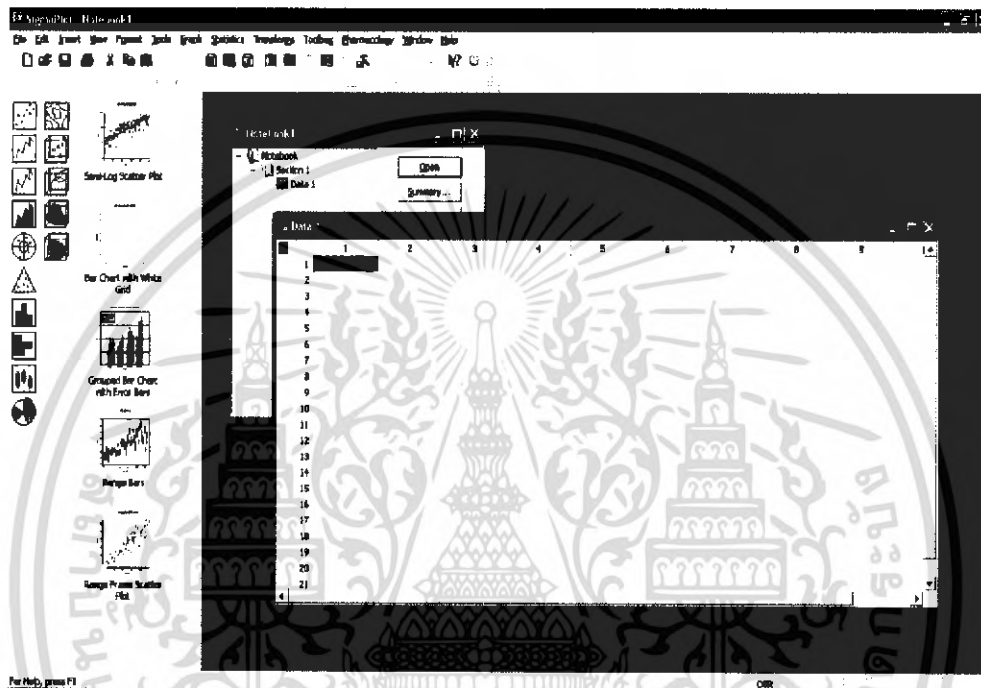 SigmaPlot - Notebook1
File Edit Insert View Format Tools Graph Statistics Transforms Toolbox Pharmacology Window Help
Notebook1
Notebook
Section 1
Data 1
Open
Summary...
Data 1
1 2 3 4 5 6 7 8 9
1
2
3
4
5
6
7
8
9
10
11
12
13
14
15
16
17
18
19
20
21
Semi-Log Scatter Plot
Bar Chart with White
Grid
Grouped Bar Chart
with Error Bars
Range Bars
Range Frame Scatter
Plot
For Help, press F1
OVR